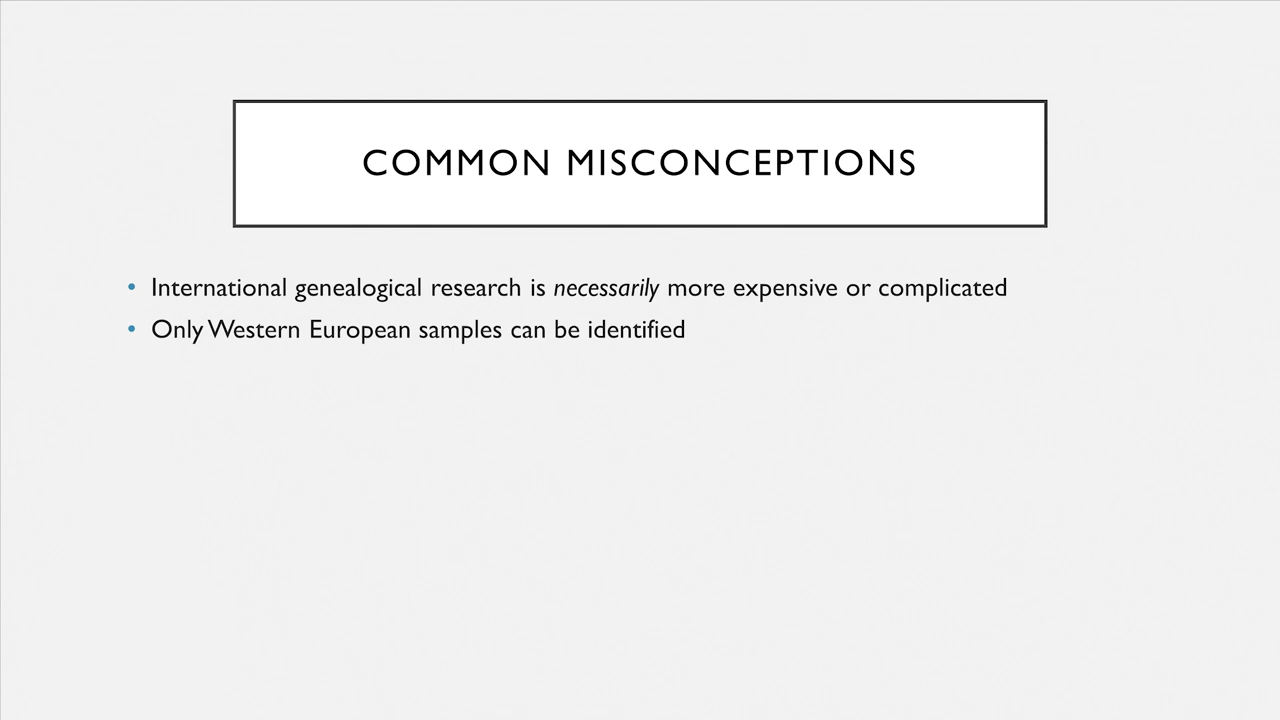 COMMON MISCONCEPTIONS
• International genealogical research is necessarily more expensive or complicated
• Only Western European samples can be identified